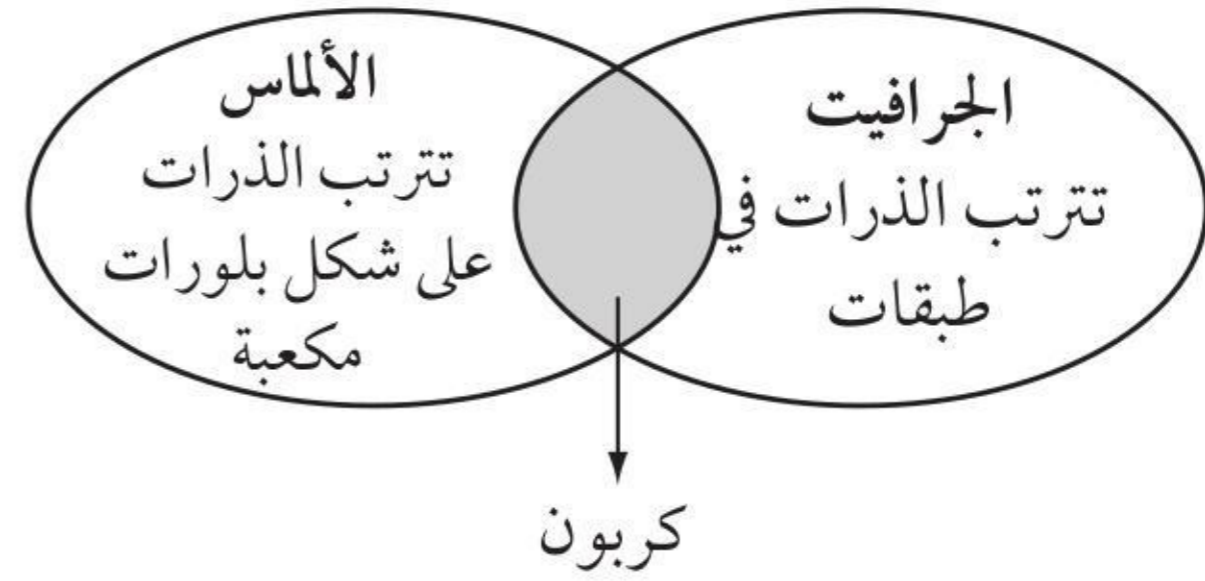 الجرافيت
تترتب الذرات في
طبقات
الألماس
تترتب الذرات
على شكل بلورات
مكعبة
كربون